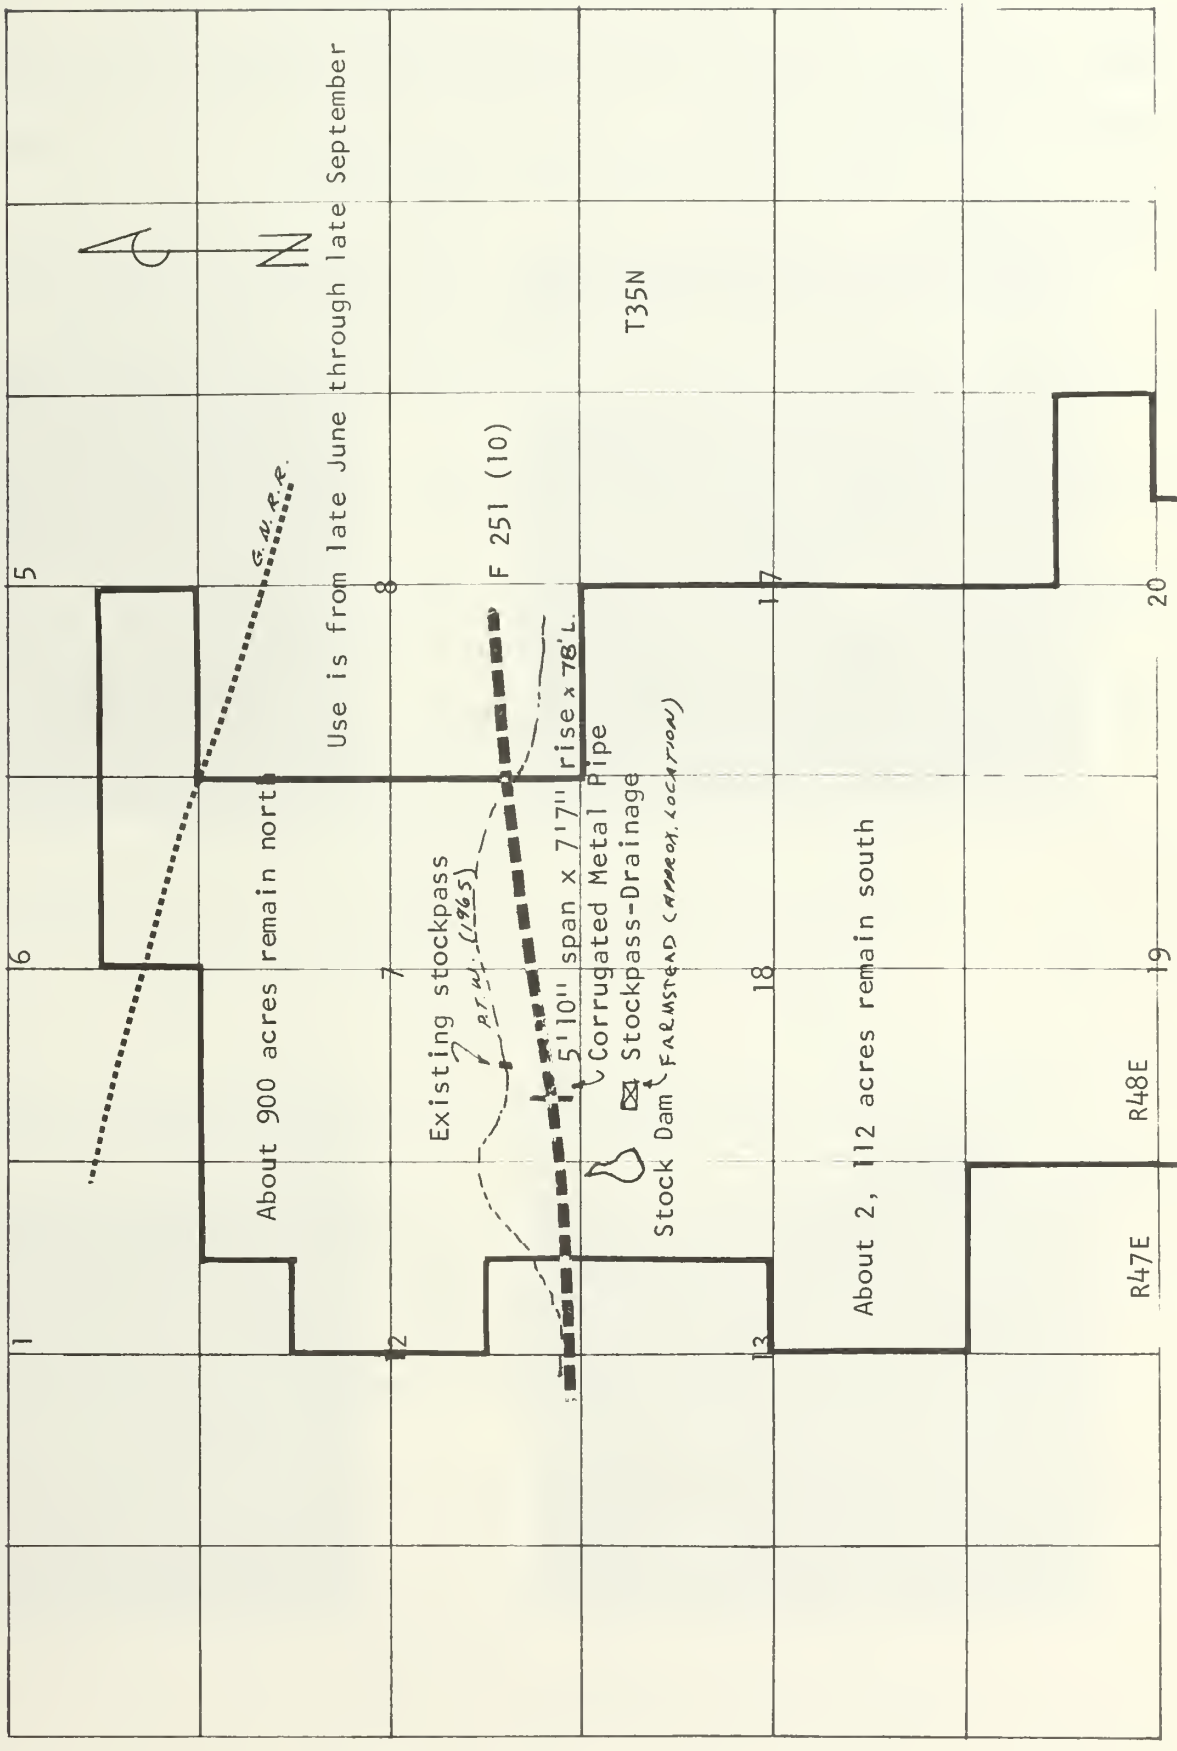 N
1
6
5
G.N.R.R.
About 900 acres remain north
Use is from late June through late September
12
7
8
Existing stockpass
P.T.W. (1965)
F 251 (10)
5'10" span x 7'7" rise x 78'L.
Corrugated Metal Pipe
Stockpass-Drainage
T35N
Stock Dam
FARMSTEAD (APPROX. LOCATION)
13
18
17
About 2, 112 acres remain south
R47E
R48E
19
20